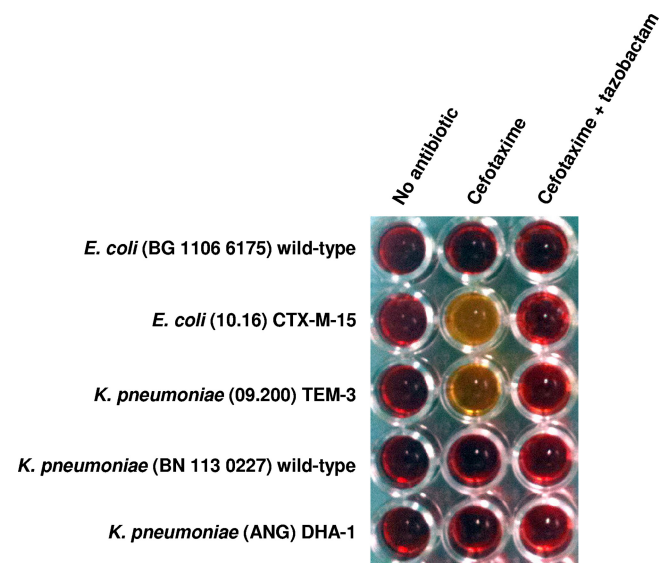 No antibiotic
Cefotaxime
Cefotaxime + tazobactam
E. coli (BG 1106 6175) wild-type
E. coli (10.16) CTX-M-15
K. pneumoniae (09.200) TEM-3
K. pneumoniae (BN 113 0227) wild-type
K. pneumoniae (ANG) DHA-1